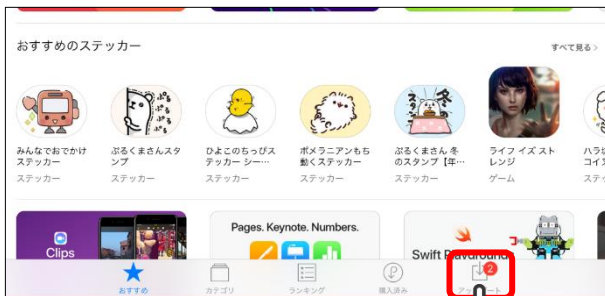 おすすめのステッカー
すべて見る >
みんなでおでかけ
ステッカー
ステッカー
ぷるくまさんスタ
ンプ
ステッカー
ひよこのちっぴス
テッカー シー…
ステッカー
ポメラニアンもち
動くステッカー
ステッカー
ぷるくまさん 冬
のスタンプ【年…
ステッカー
ライフ イズ スト
レンジ
ゲーム
Clips
Pages. Keynote. Numbers.
Swift Playgrounds
おすすめ
カテゴリ
ランキング
購入済み
2